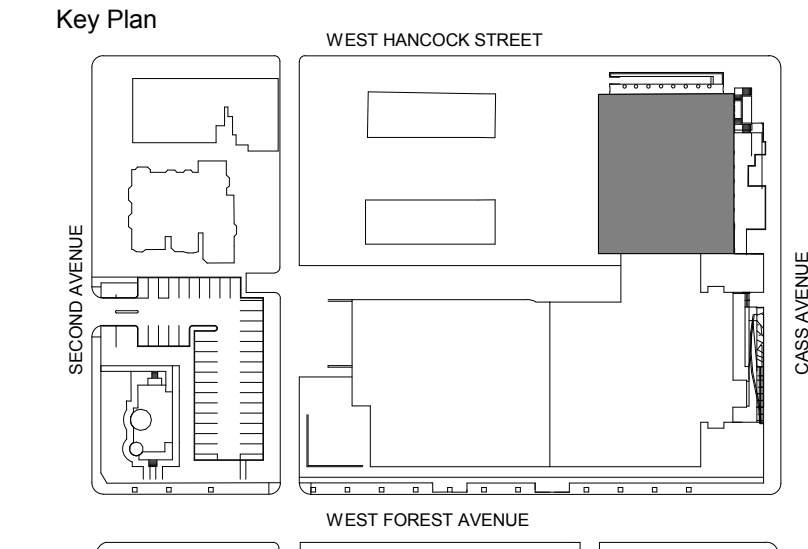 Key Plan
WEST HANCOCK STREET
SECOND AVENUE
CASS AVENUE
WEST FOREST AVENUE